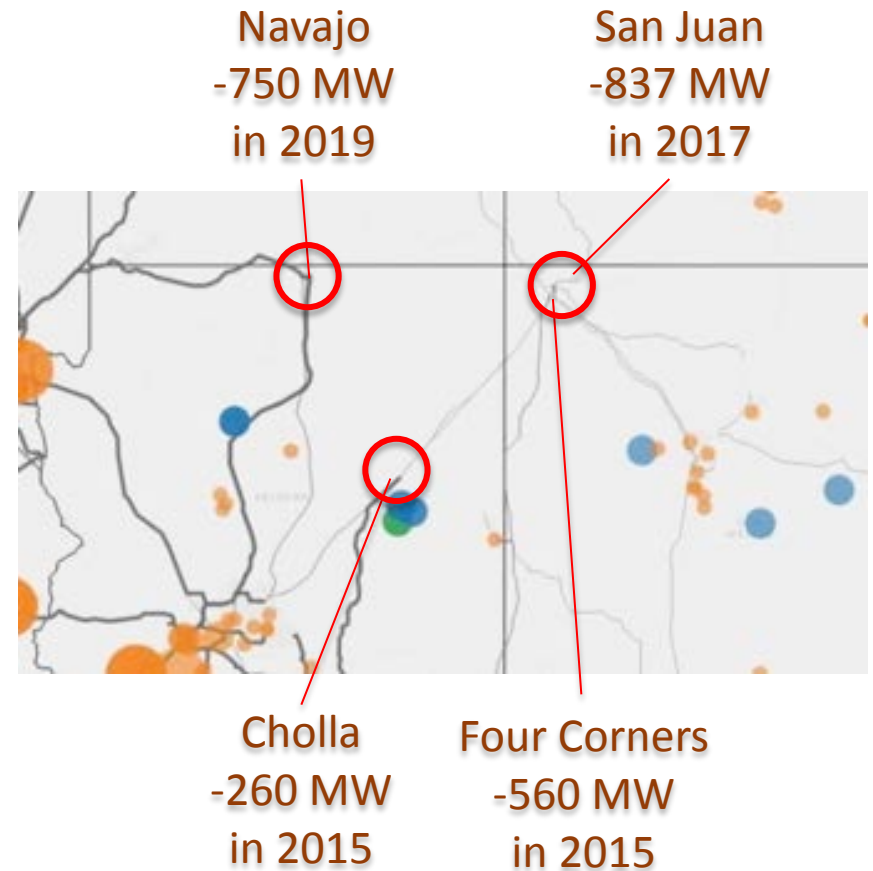 Navajo
-750 MW
in 2019
San Juan
-837 MW
in 2017
Cholla
-260 MW
in 2015
Four Corners
-560 MW
in 2015